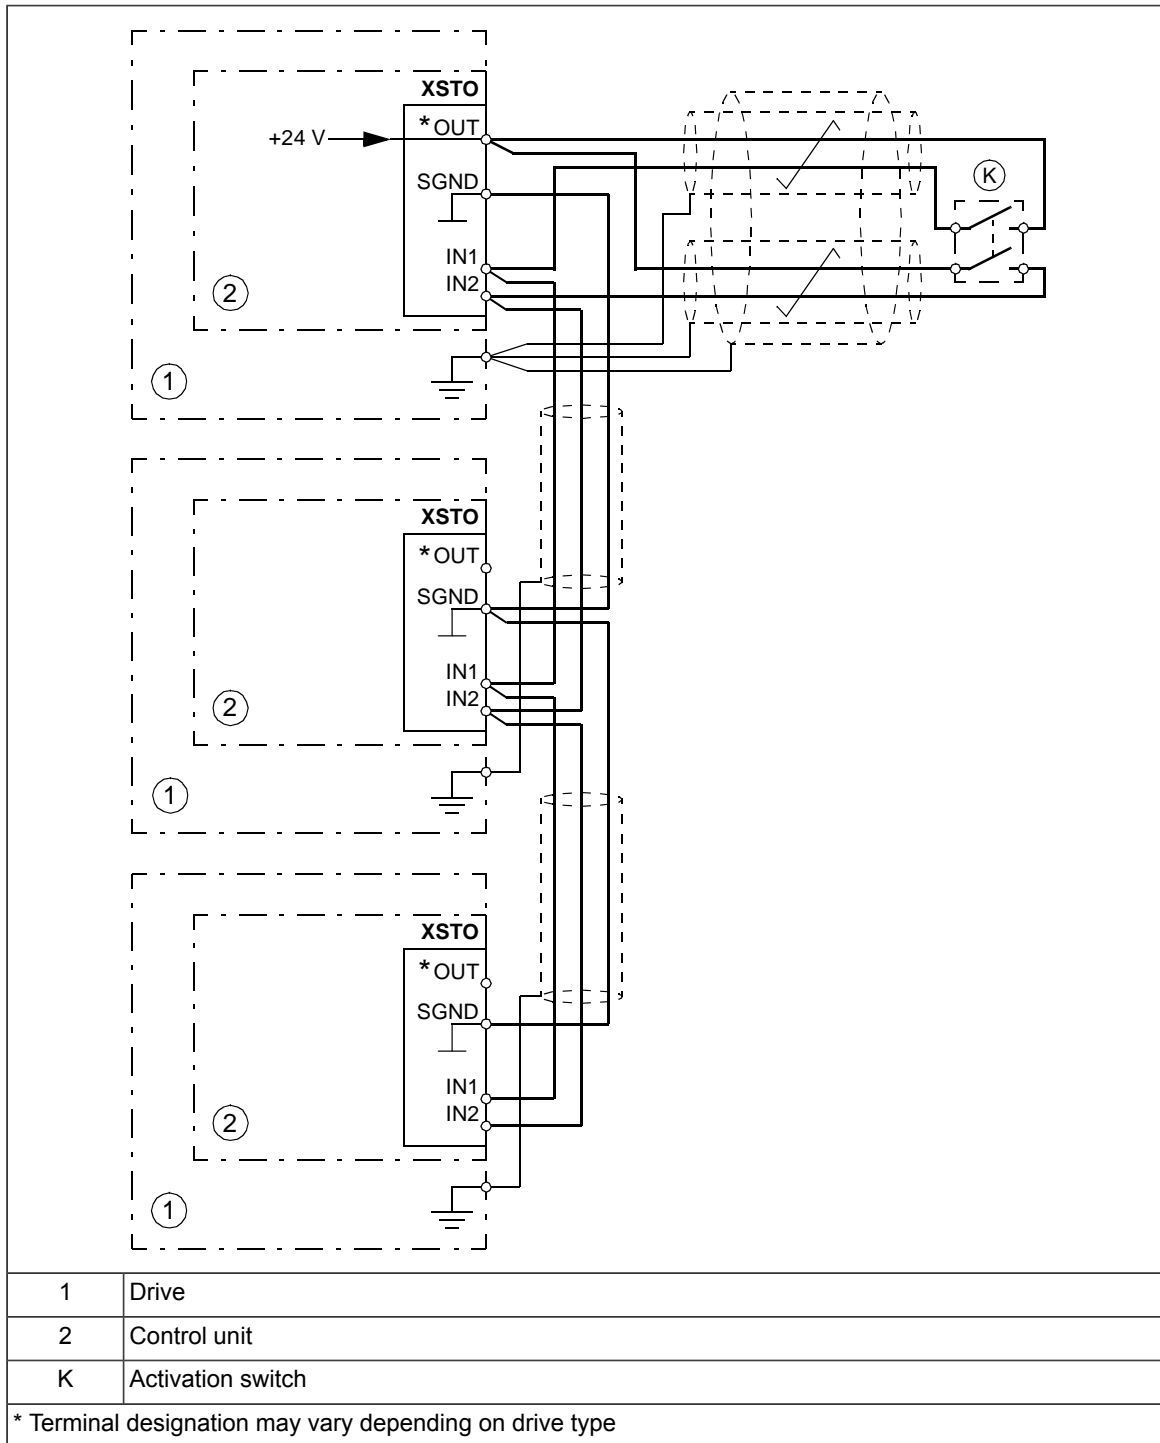 XSTO
* OUT
+24 V
SGND
K
IN1
IN2
2
1
XSTO
* OUT
SGND
IN1
IN2
2
1
XSTO
* OUT
SGND
IN1
IN2
2
1
1 Drive
2 Control unit
K Activation switch
* Terminal designation may vary depending on drive type